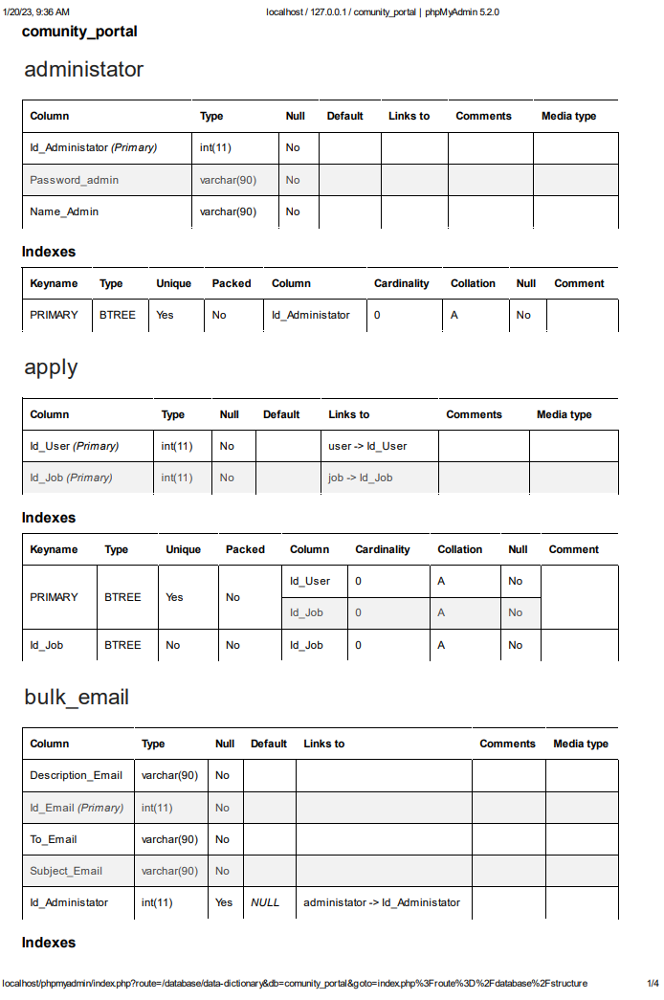 1/20/23, 9:36 AM localhost / 127.0.0.1 / comunity_portal | phpMyAdmin 5.2.0
comunity_portal
administator
Column Type Null Default Links to Comments Media type
Id_Administator (Primary) int(11) No
Password_admin varchar(90) No
Name_Admin varchar(90) No
Indexes
Keyname Type Unique Packed Column Cardinality Collation Null Comment
PRIMARY BTREE Yes No Id_Administator 0 A No
apply
Column Type Null Default Links to Comments Media type
Id_User (Primary) int(11) No user -> Id_User
Id_Job (Primary) int(11) No job -> Id_Job
Indexes
Keyname Type Unique Packed Column Cardinality Collation Null Comment
PRIMARY BTREE Yes No Id_User 0 A No
Id_Job 0 A No
Id_Job BTREE No No Id_Job 0 A No
bulk_email
Column Type Null Default Links to Comments Media type
Description_Email varchar(90) No
Id_Email (Primary) int(11) No
To_Email varchar(90) No
Subject_Email varchar(90) No
Id_Administator int(11) Yes NULL administator -> Id_Administator
Indexes
localhost/phpmyadmin/index.php?route=/database/data-dictionary&db=comunity_portal&goto=index.php%3Froute%3D%2Fdatabase%2Fstructure 1/4